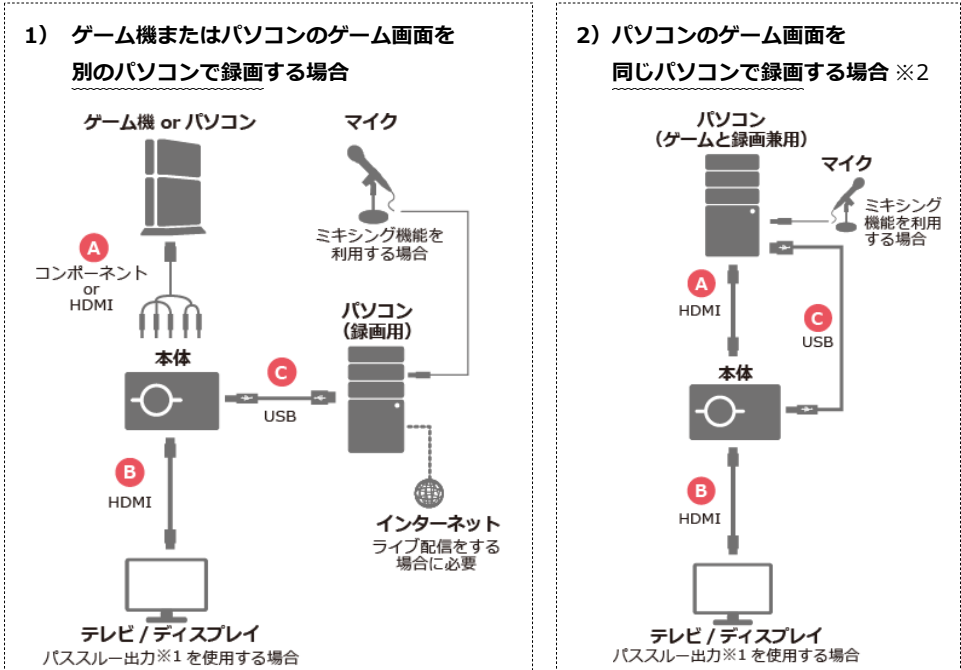 1） ゲーム機またはパソコンのゲーム画面を
別のパソコンで録画する場合
ゲーム機 or パソコン
マイク
ミキシング機能を
利用する場合
A
コンポーネント
or
HDMI
本体
パソコン
（録画用）
C
USB
B
HDMI
インターネット
ライブ配信をする
場合に必要
テレビ / ディスプレイ
パススルー出力※1 を使用する場合
2）パソコンのゲーム画面を
同じパソコンで録画する場合 ※2
パソコン
（ゲームと録画兼用）
マイク
ミキシング
機能を利用
する場合
A
HDMI
C
USB
本体
B
HDMI
テレビ / ディスプレイ
パススルー出力※1 を使用する場合